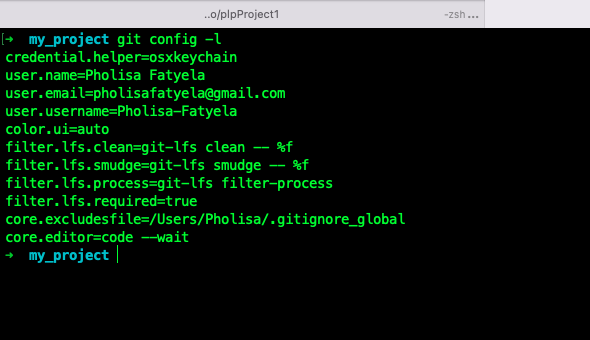 ..o/plpProject1
-zsh ...
[➜ my_project git config -l
credential.helper=osxkeychain
user.name=Pholisa Fatyela
user.email=pholisafatyela@gmail.com
user.username=Pholisa-Fatyela
color.ui=auto
filter.lfs.clean=git-lfs clean -- %f
filter.lfs.smudge=git-lfs smudge -- %f
filter.lfs.process=git-lfs filter-process
filter.lfs.required=true
core.excludesfile=/Users/Pholisa/.gitignore_global
core.editor=code --wait
➜ my_project